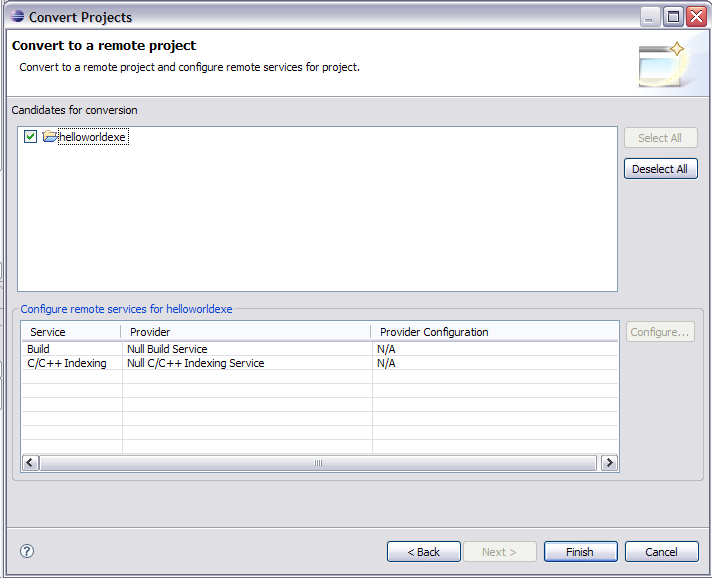 Convert Projects
Convert to a remote project
Convert to a remote project and configure remote services for project.
Candidates for conversion
helloworldexe
Select All
Deselect All
Configure remote services for helloworldexe
Service Provider Provider Configuration
Configure...
Build Null Build Service N/A
C/C++ Indexing Null C/C++ Indexing Service N/A
? < Back Next > Finish Cancel